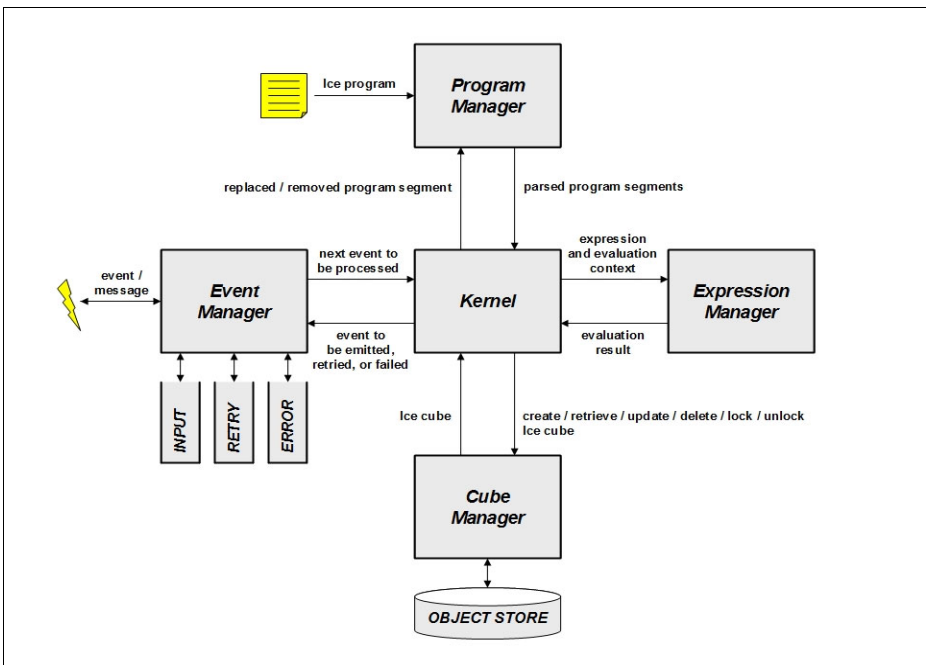 Ice program
Program
Manager
replaced / removed program segment
parsed program segments
event /
message
Event
Manager
next event to
be processed
event to
be emitted,
retried, or failed
Kernel
expression
and evaluation
context
evaluation
result
Expression
Manager
INPUT
RETRY
ERROR
Ice cube
create / retrieve / update / delete / lock / unlock
Ice cube
Cube
Manager
OBJECT STORE